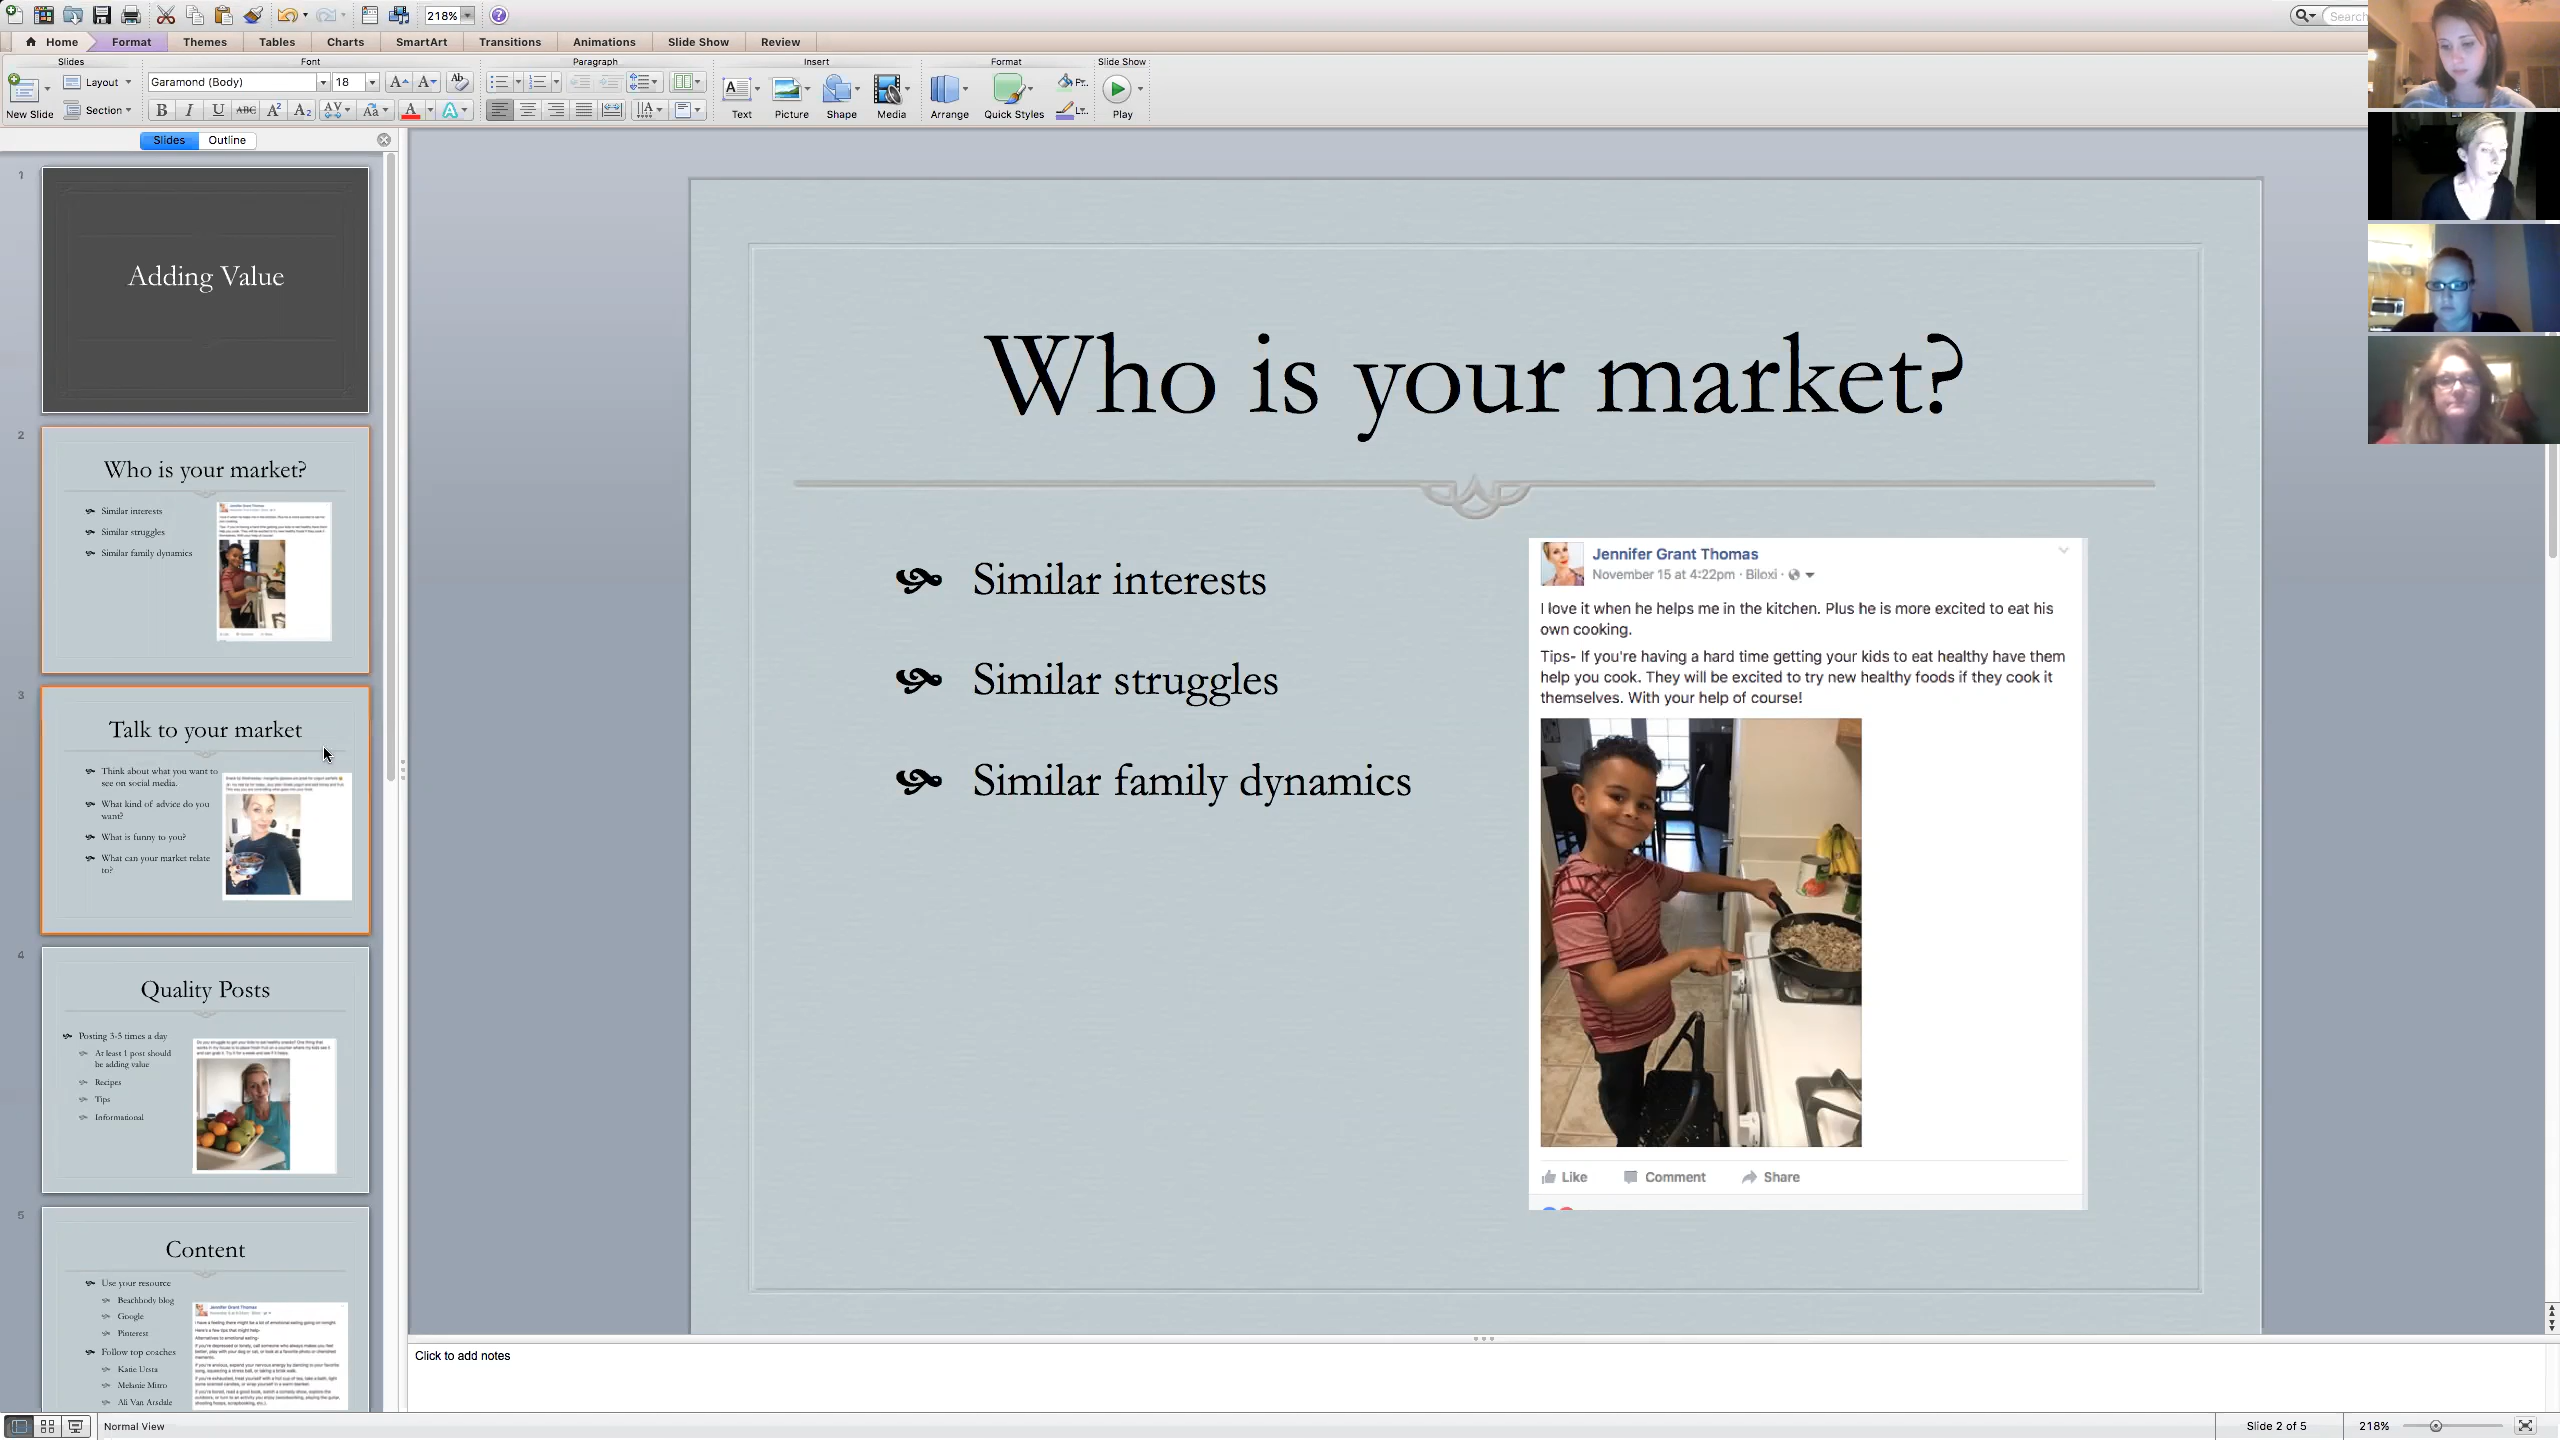 218%
Search
Home
Format
Themes
Tables
Charts
SmartArt
Transitions
Animations
Slide Show
Review
Slides
Font
Paragraph
Insert
Format
Slide Show
Layout
Garamond (Body)
18
New Slide
Section
Text
Picture
Shape
Media
Arrange
Quick Styles
Play
Slides
Outline
1
Adding Value
2
Who is your market?
Similar interests
Similar struggles
Similar family dynamics
3
Talk to your market
Think about what you want to
see on social media.
What kind of advice do you
want?
What is funny to you?
What can your market relate
to?
4
Quality Posts
Posting 3-5 times a day
At least 1 post should
be adding value
Recipes
Tips
Informational
5
Content
Use your resource
Beachbody blog
Google
Pinterest
Follow top coaches
Katie Ursta
Melanie Mitro
Ali Van Arsdale
Jennifer Grant Thomas
Who is your market?
Similar interests
Similar struggles
Similar family dynamics
Jennifer Grant Thomas
November 15 at 4:22pm · Biloxi ·
I love it when he helps me in the kitchen. Plus he is more excited to eat his
own cooking.
Tips- If you're having a hard time getting your kids to eat healthy have them
help you cook. They will be excited to try new healthy foods if they cook it
themselves. With your help of course!
Like
Comment
Share
Click to add notes
Normal View
Slide 2 of 5
218%